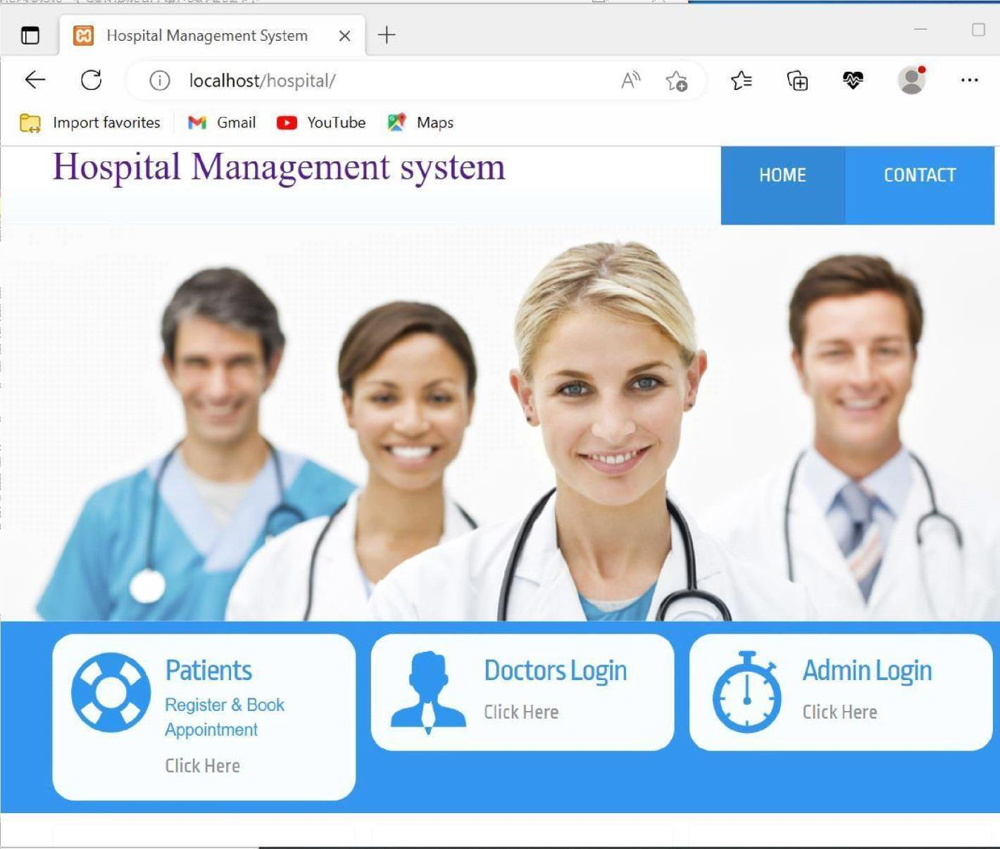 Hospital Management System
localhost/hospital/
Import favorites Gmail YouTube Maps
Hospital Management system
HOME CONTACT
Patients
Register & Book
Appointment
Click Here
Doctors Login
Click Here
Admin Login
Click Here